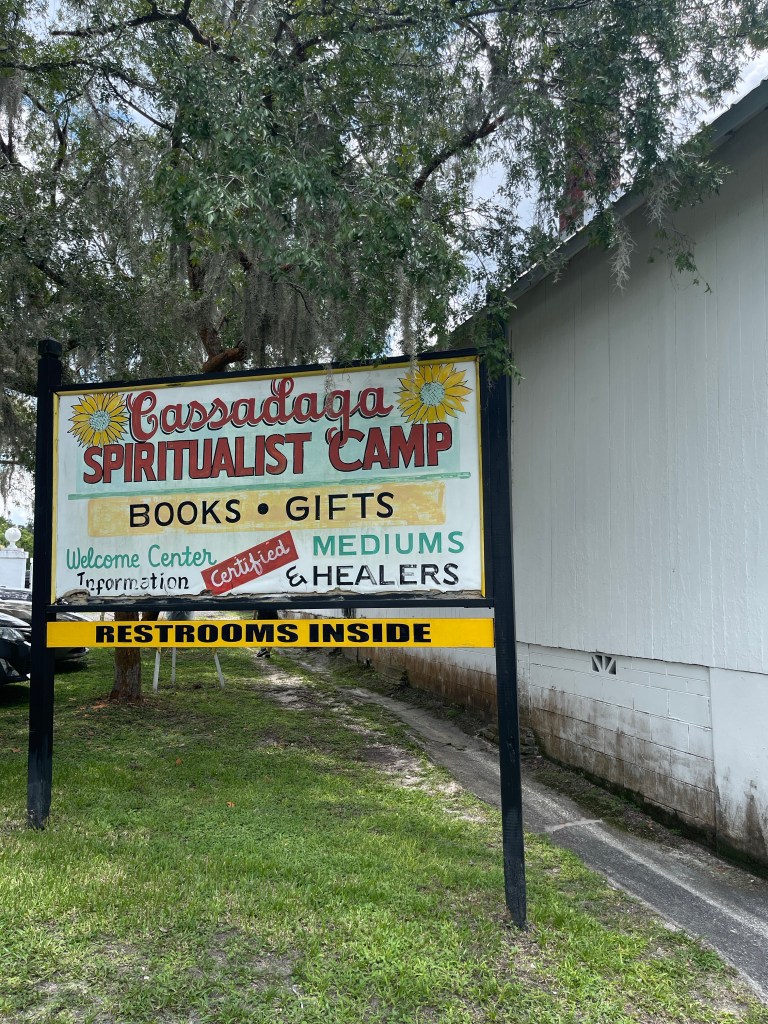 Cassadaga
SPIRITUALIST CAMP
BOOKS • GIFTS
Welcome Center
Information
Certified
MEDIUMS
& HEALERS
RESTROOMS INSIDE